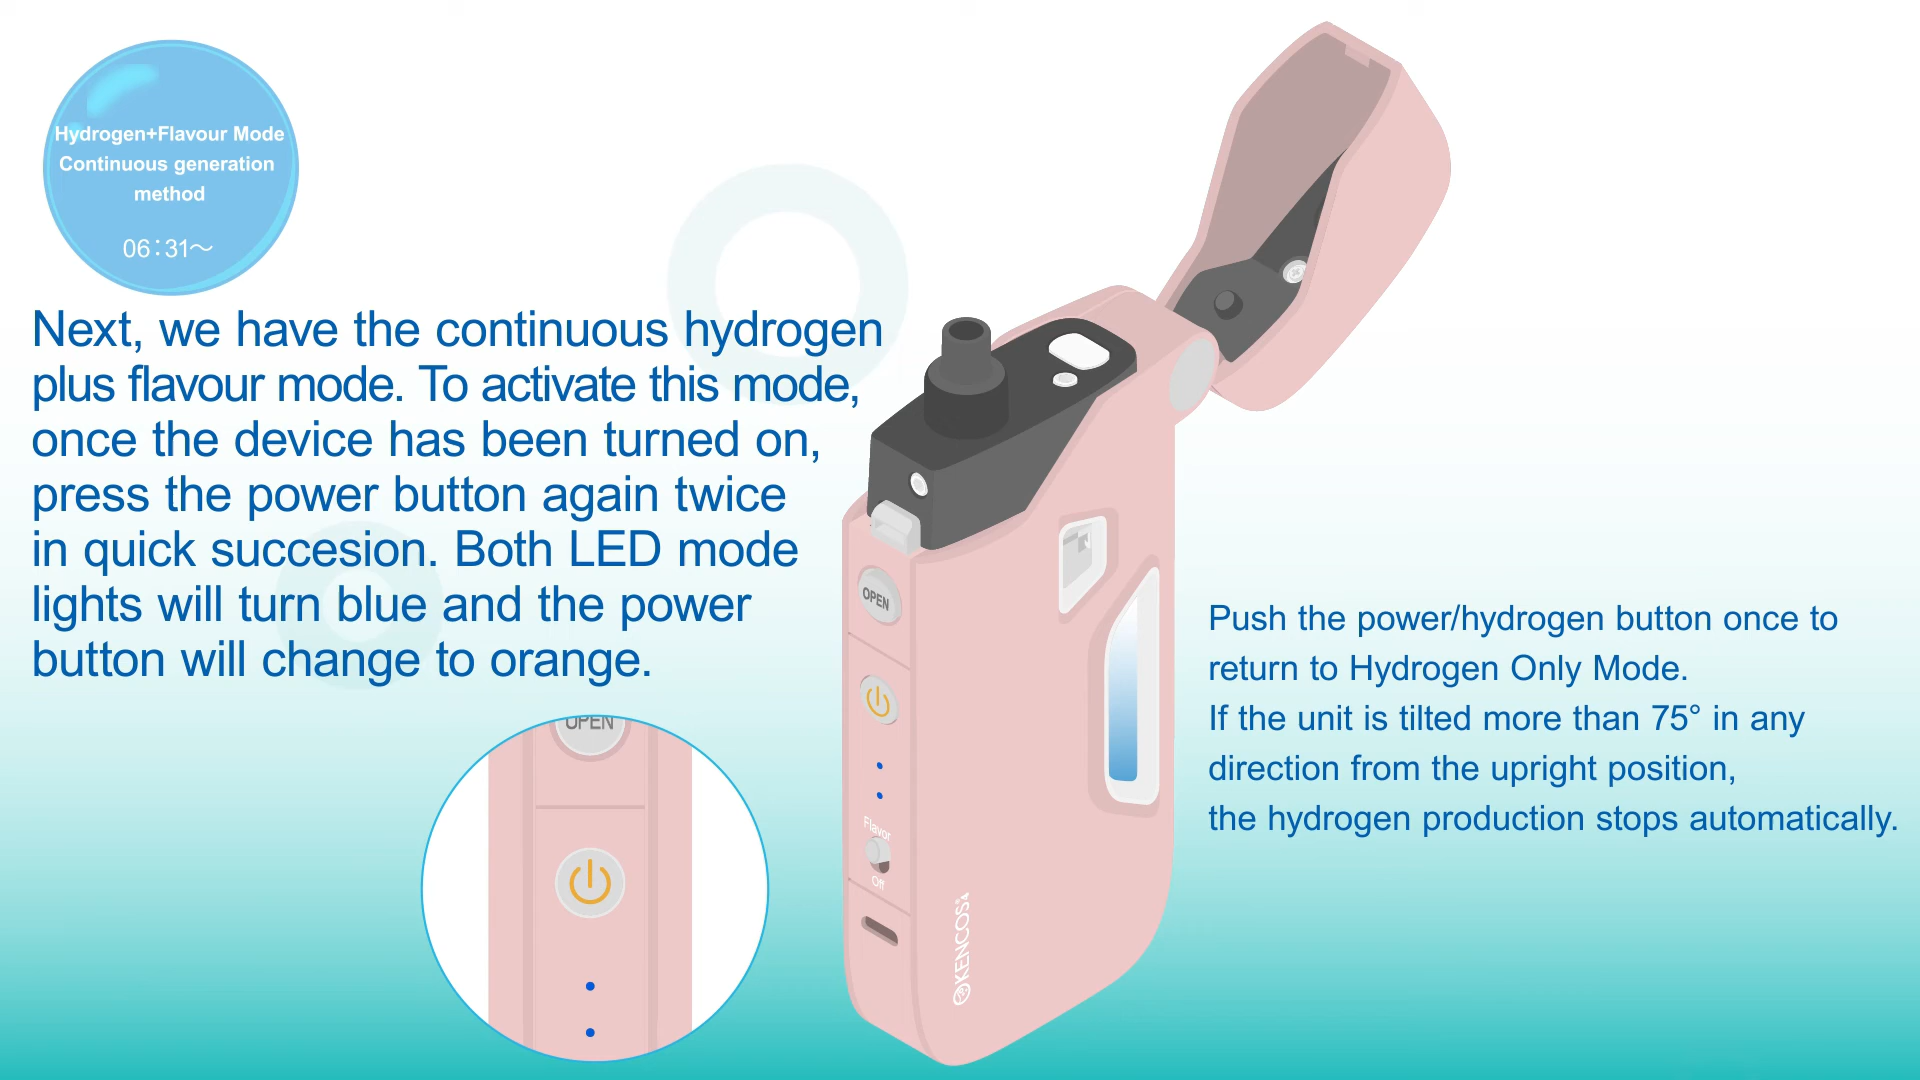 Hydrogen+Flavour Mode
Continuous generation
method
06:31～
Next, we have the continuous hydrogen
plus flavour mode. To activate this mode,
once the device has been turned on,
press the power button again twice
in quick succesion. Both LED mode
lights will turn blue and the power
button will change to orange.
OPEN
OPEN
Flavor
Off
KENCOS4
Push the power/hydrogen button once to
return to Hydrogen Only Mode.
If the unit is tilted more than 75° in any
direction from the upright position,
the hydrogen production stops automatically.